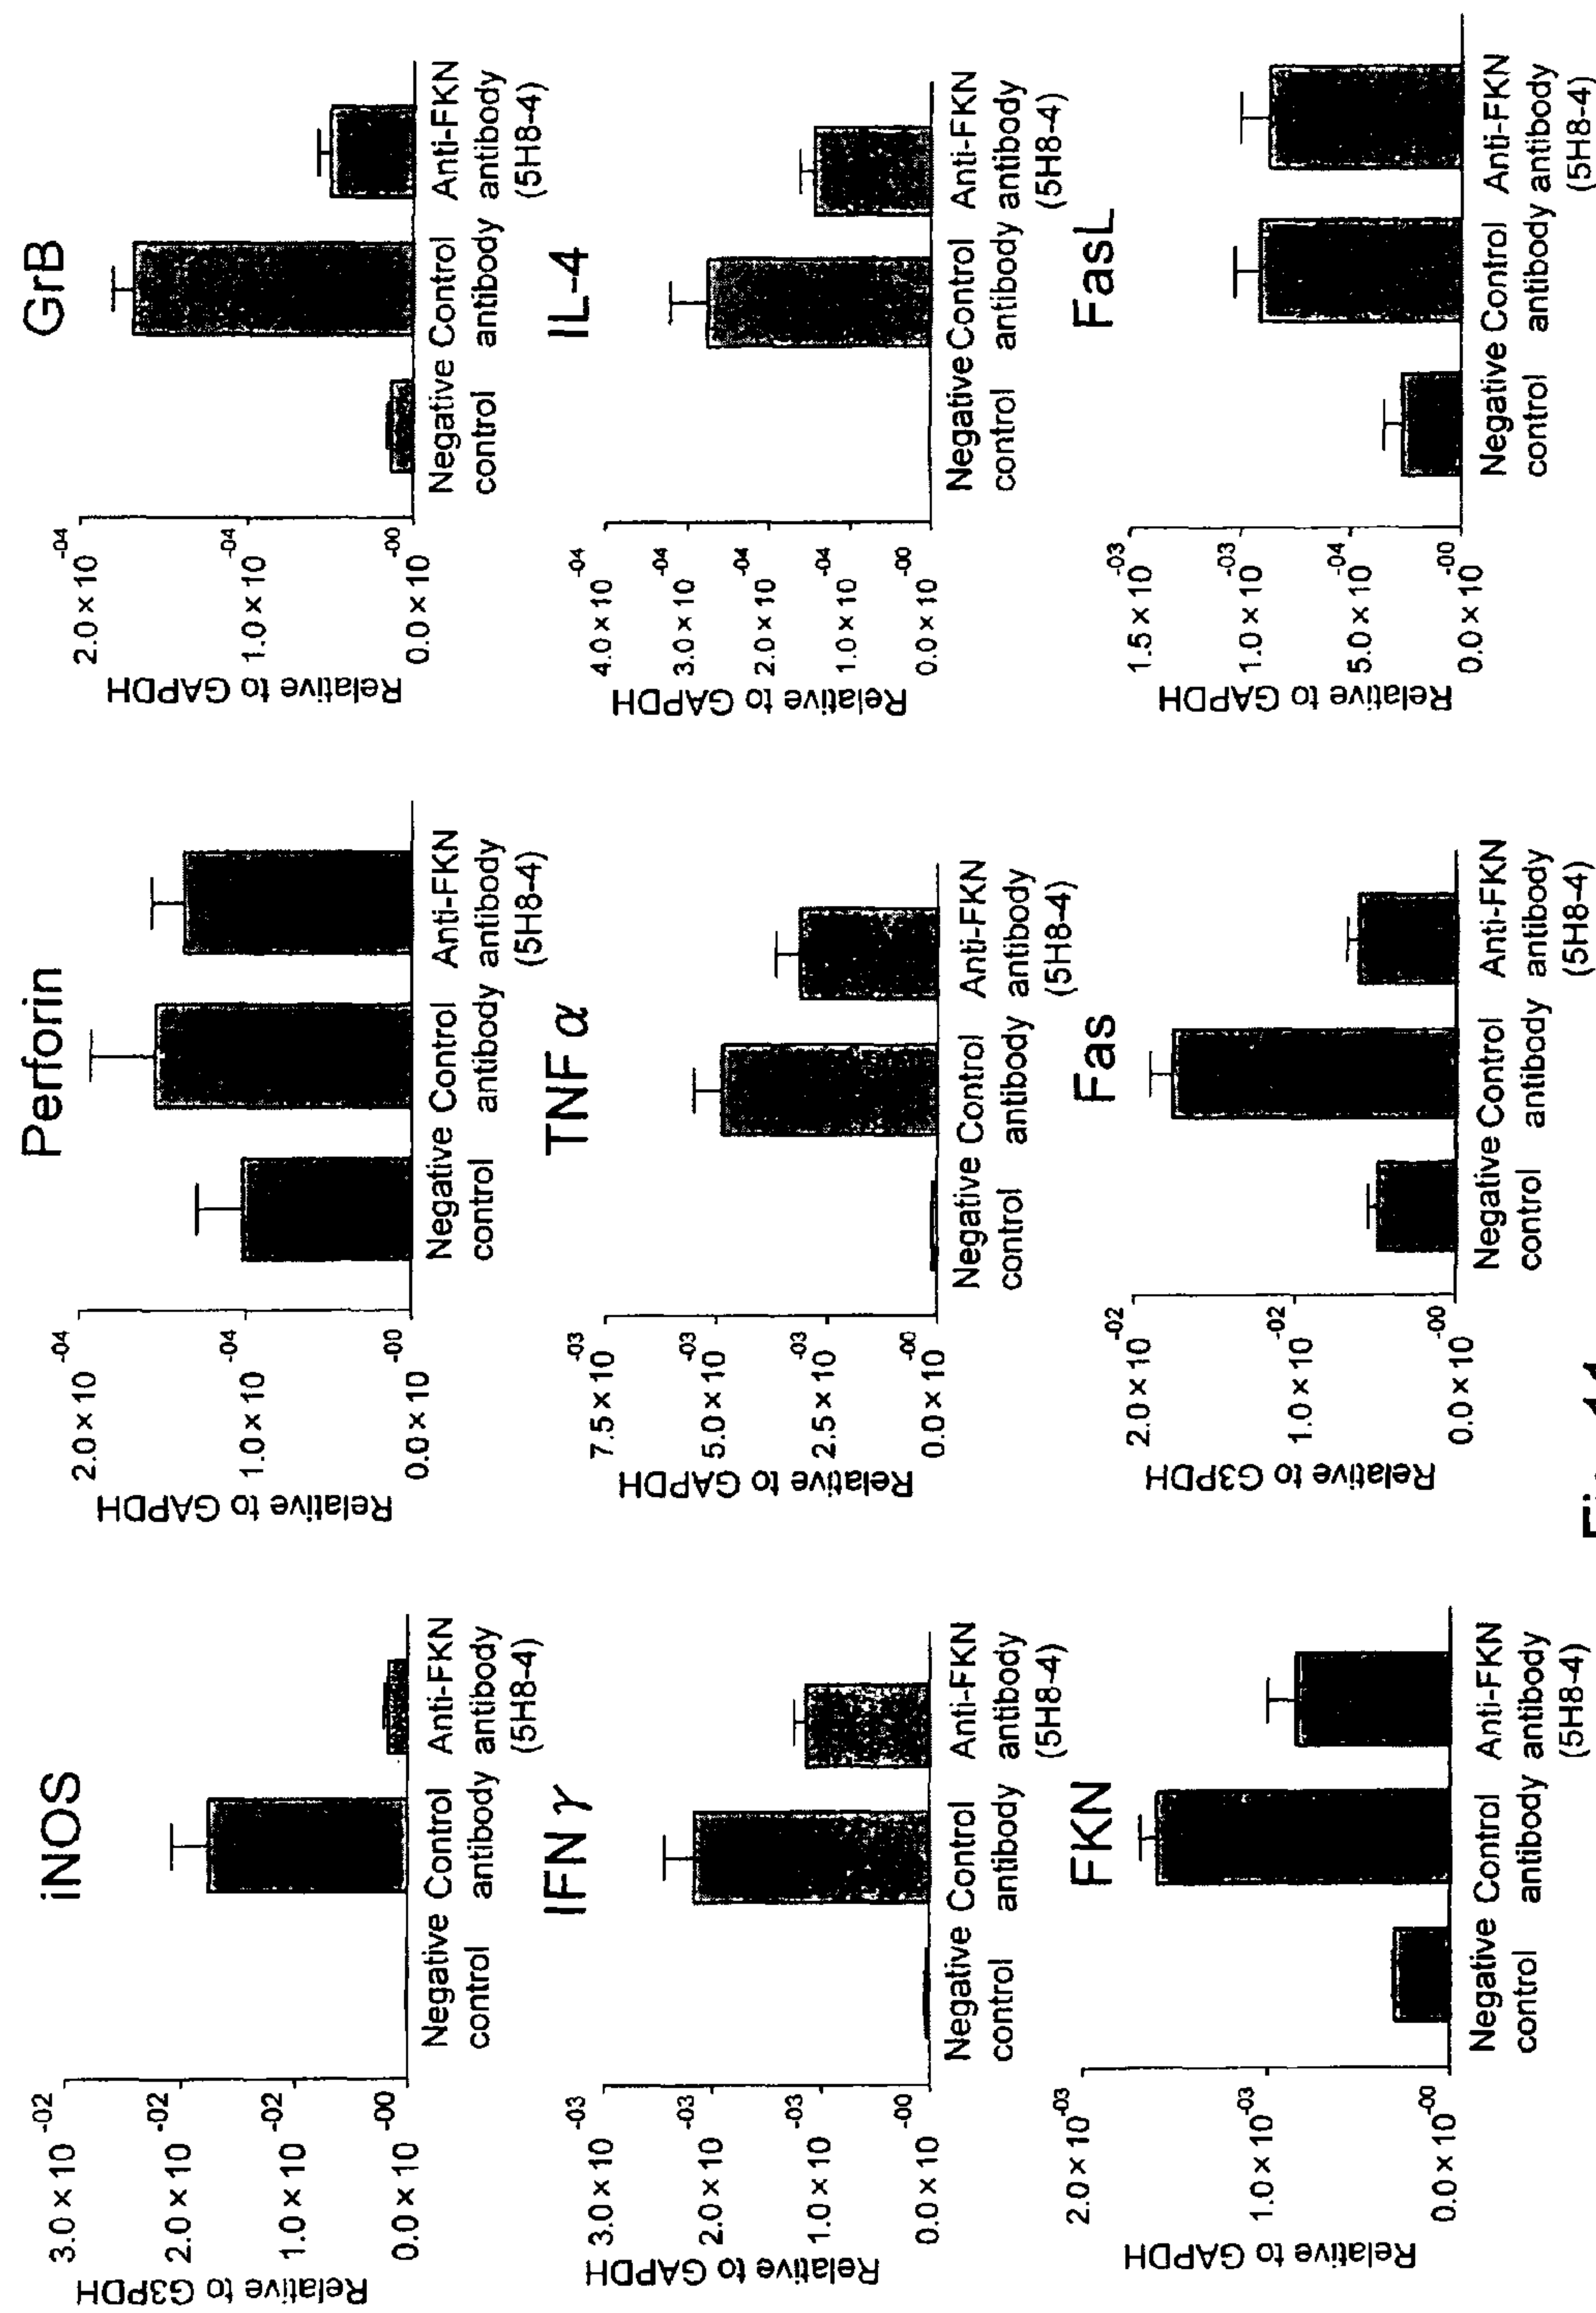 iNOS
Relative to G3PDH
3.0×10-02
2.0×10-02
1.0×10-02
0.0×10-00
Negative Control Anti-FKN
control antibody antibody
(5H8-4)
Perforin
Relative to GAPDH
2.0×10-04
1.0×10-04
0.0×10-00
Negative Control Anti-FKN
control antibody antibody
(5H8-4)
GrB
Relative to GAPDH
2.0×10-04
1.0×10-04
0.0×10-00
Negative Control Anti-FKN
control antibody antibody
(5H8-4)
IFN γ
Relative to GAPDH
3.0×10-03
2.0×10-03
1.0×10-03
0.0×10-00
Negative Control Anti-FKN
control antibody antibody
(5H8-4)
TNF α
Relative to GAPDH
7.5×10-03
5.0×10-03
2.5×10-03
0.0×10-00
Negative Control Anti-FKN
control antibody antibody
(5H8-4)
IL-4
Relative to GAPDH
4.0×10-04
3.0×10-04
2.0×10-04
1.0×10-04
0.0×10-00
Negative Control Anti-FKN
control antibody antibody
(5H8-4)
FKN
Relative to GAPDH
2.0×10-03
1.0×10-03
0.0×10-00
Negative Control Anti-FKN
control antibody antibody
(5H8-4)
Fas
Relative to G3PDH
2.0×10-02
1.0×10-02
0.0×10-00
Negative Control Anti-FKN
control antibody antibody
(5H8-4)
FasL
Relative to GAPDH
1.5×10-03
1.0×10-03
5.0×10-04
0.0×10-00
Negative Control Anti-FKN
control antibody antibody
(5H8-4)